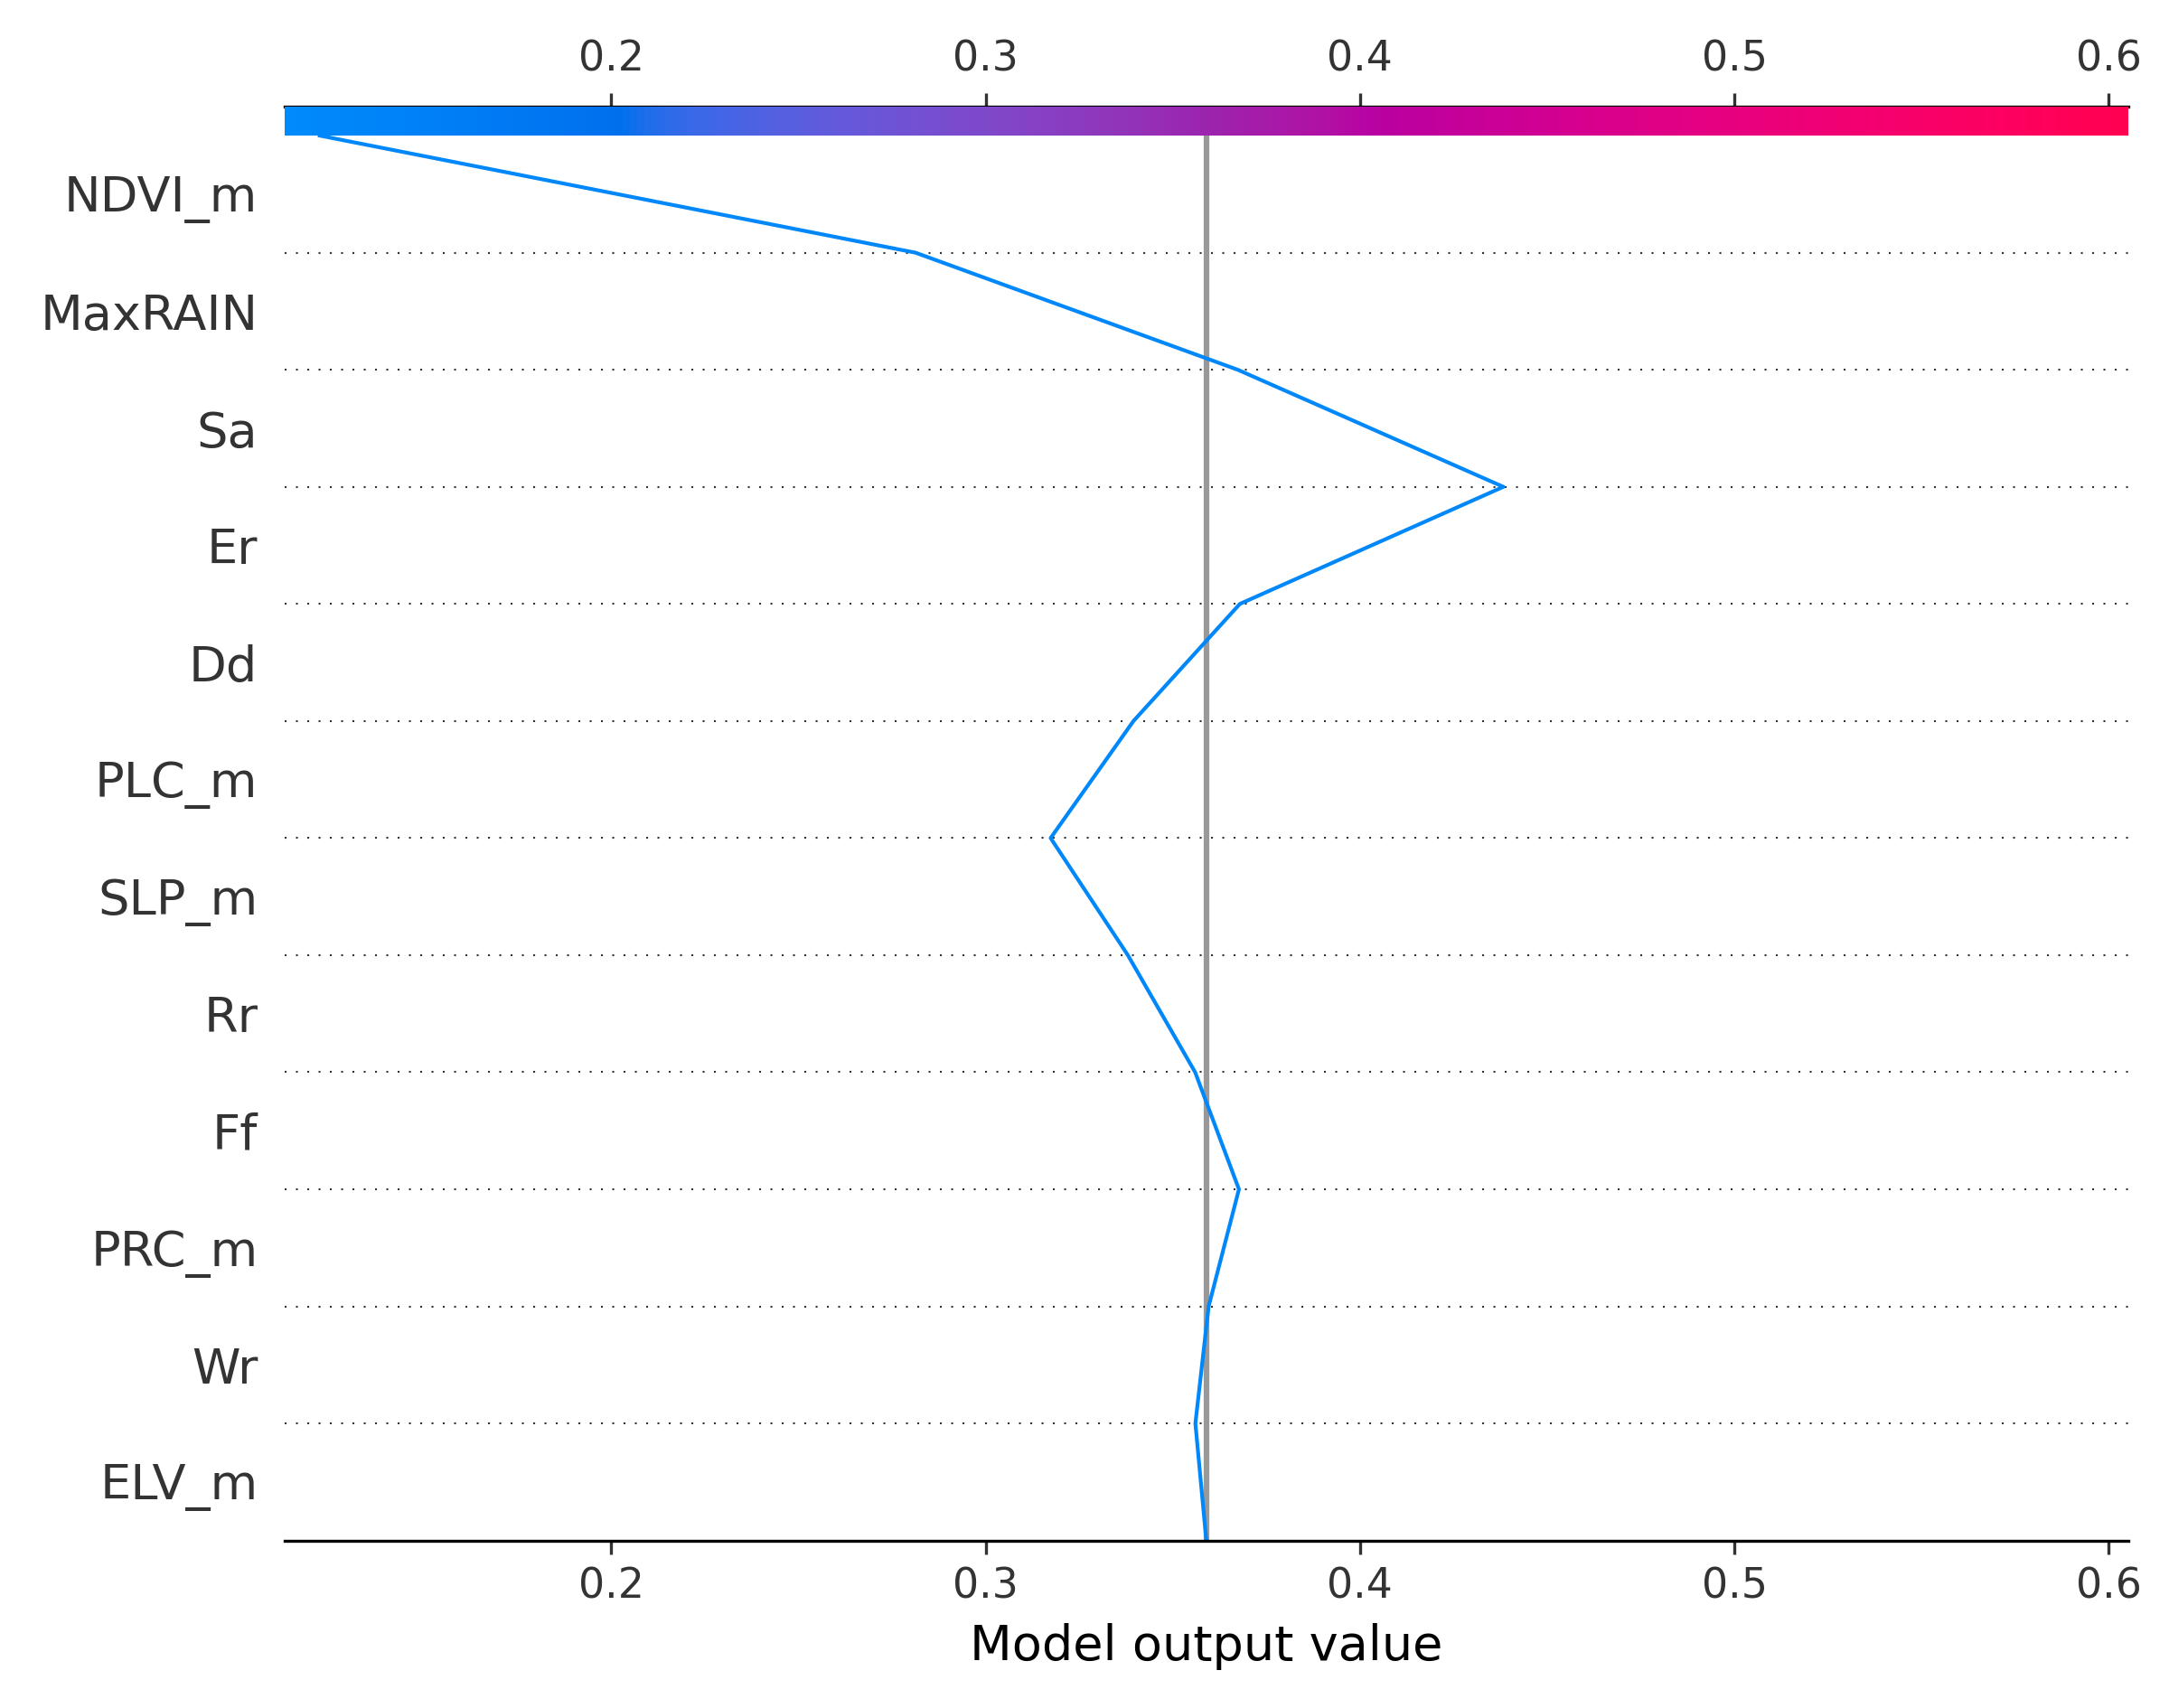 0.2 0.3 0.4 0.5 0.6
NDVI_m
MaxRAIN
Sa
Er
Dd
PLC_m
SLP_m
Rr
Ff
PRC_m
Wr
ELV_m
0.2 0.3 0.4 0.5 0.6
Model output value